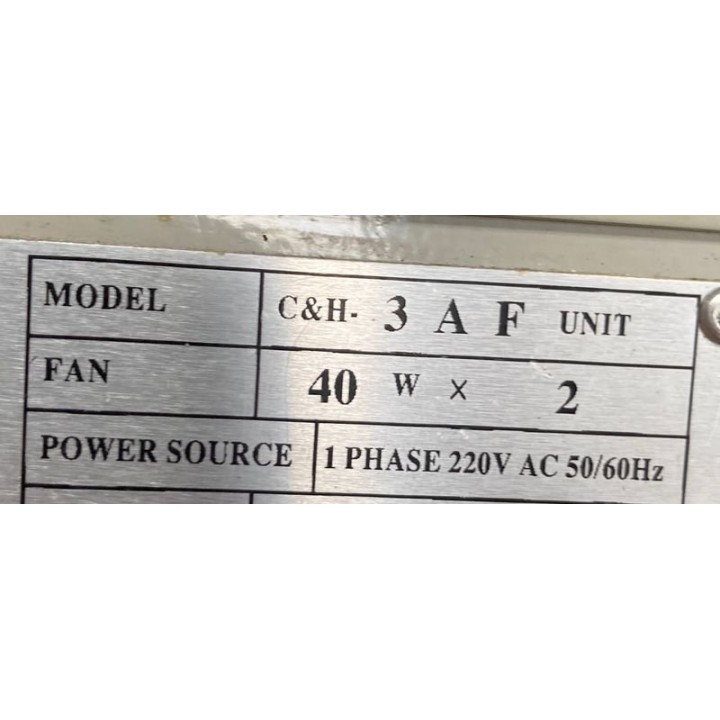 MODEL C&H- 3 A F UNIT
FAN 40 W × 2
POWER SOURCE 1 PHASE 220V AC 50/60Hz